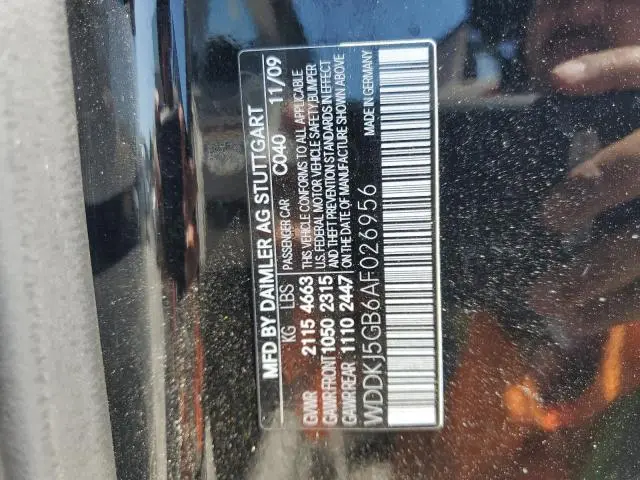 MFD BY DAIMLER AG STUTTGART
KG LBS PASSENGER CAR C040 11/09
GVWR 2115 4663 THIS VEHICLE CONFORMS TO ALL APPLICABLE
U.S. FEDERAL MOTOR VEHICLE SAFETY, BUMPER
GAWR FRONT 1050 2315 AND THEFT PREVENTION STANDARDS IN EFFECT
GAWR REAR 1110 2447 ON THE DATE OF MANUFACTURE SHOWN ABOVE
WDDKJ5GB6AF026956 MADE IN GERMANY